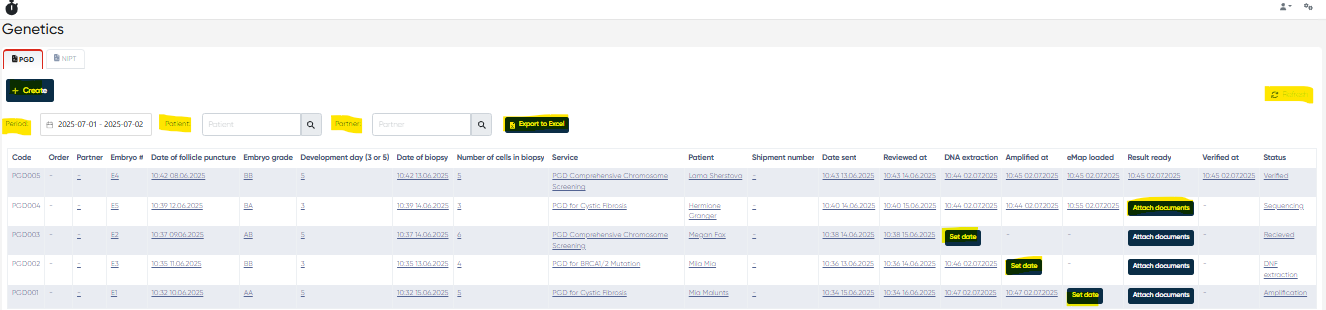 Genetics
PGD NIPT
+ Create
Refresh
Period: 2025-07-01 - 2025-07-02 Patient: Patient Partner: Partner Export to Excel
Code Order Partner Embryo # Date of follicle puncture Embryo grade Development day (3 or 5) Date of biopsy Number of cells in biopsy Service Patient Shipment number Date sent Reviewed at DNA extraction Amplified at eMap loaded Result ready Verified at Status
PGD005 - - E4 10:42 08.06.2025 BB 5 10:42 13.06.2025 5 PGD Comprehensive Chromosome Lama Sherstova - 10:43 13.06.2025 10:43 14.06.2025 10:44 02.07.2025 10:45 02.07.2025 10:45 02.07.2025 10:45 02.07.2025 10:45 02.07.2025 Verified
Screening
PGD004 - - E5 10:39 12.06.2025 BA 3 10:39 14.06.2025 3 PGD for Cystic Fibrosis Hermione - 10:40 14.06.2025 10:40 15.06.2025 10:44 02.07.2025 10:44 02.07.2025 10:55 02.07.2025 Attach documents - Sequencing
Granger
PGD003 - - E2 10:37 09.06.2025 AB 5 10:37 14.06.2025 6 PGD Comprehensive Chromosome Megan Fox - 10:38 14.06.2025 10:38 15.06.2025 Set date - - Attach documents - Recieved
Screening
PGD002 - - E3 10:35 11.06.2025 BB 3 10:35 13.06.2025 4 PGD for BRCA1/2 Mutation Mila Mia - 10:36 13.06.2025 10:36 14.06.2025 10:46 02.07.2025 Set date - Attach documents - DNF
extraction
PGD001 - - E1 10:32 10.06.2025 AA 5 10:32 15.06.2025 5 PGD for Cystic Fibrosis Mia Malunts - 10:34 15.06.2025 10:34 16.06.2025 10:47 02.07.2025 10:47 02.07.2025 Set date Attach documents - Amplification